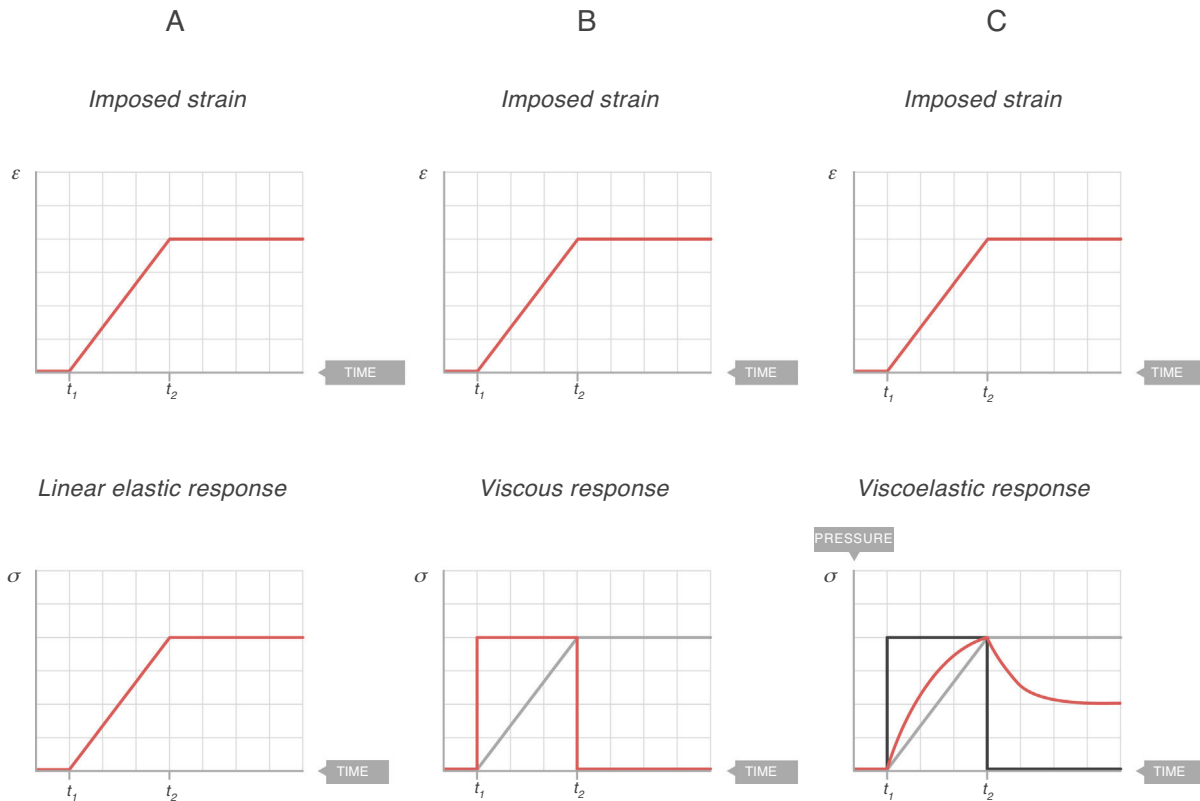 A B C
Imposed strain Imposed strain Imposed strain
ε ε ε
TIME TIME TIME
t1 t2 t1 t2 t1 t2
Linear elastic response Viscous response Viscoelastic response
PRESSURE
σ σ σ
TIME TIME TIME
t1 t2 t1 t2 t1 t2